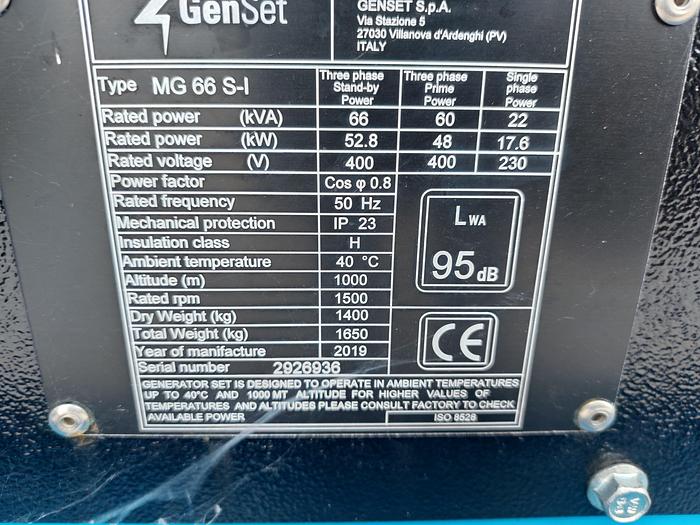 GenSet
GENSET S.p.A.
Via Stazione 5
27030 Villanova d'Ardenghi (PV)
ITALY
Type MG 66 S-I Three phase Stand-by Power Three phase Prime Power Single phase Power
Rated power (kVA) 66 60 22
Rated power (kW) 52.8 48 17.6
Rated voltage (V) 400 400 230
Power factor Cos φ 0.8
Rated frequency 50 Hz
Mechanical protection IP 23
Insulation class H
Ambient temperature 40 °C
Altitude (m) 1000
Rated rpm 1500
Dry Weight (kg) 1400
Total Weight (kg) 1650
Year of manifacture 2019
Serial number 2926936
LWA
95 dB
CE
GENERATOR SET IS DESIGNED TO OPERATE IN AMBIENT TEMPERATURES
UP TO 40°C AND 1000 MT ALTITUDE FOR HIGHER VALUES OF
TEMPERATURES AND ALTITUDES PLEASE CONSULT FACTORY TO CHECK
AVAILABLE POWER ISO 8528